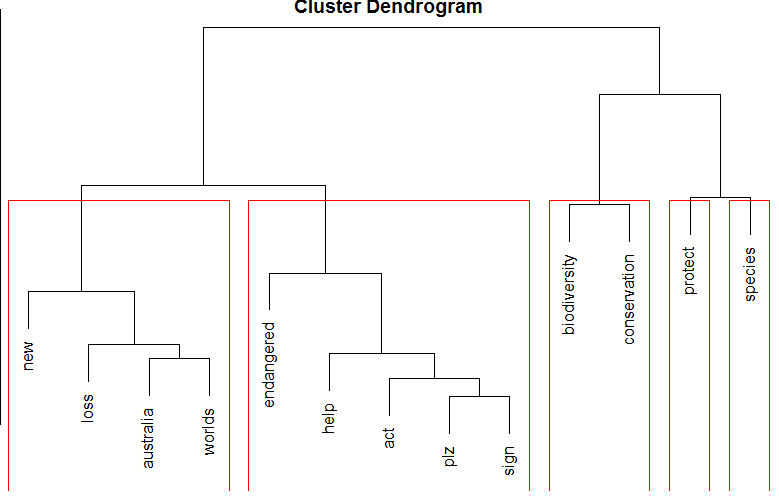 Cluster Dendrogram
new
loss
australia
worlds
endangered
help
act
plz
sign
biodiversity
conservation
protect
species